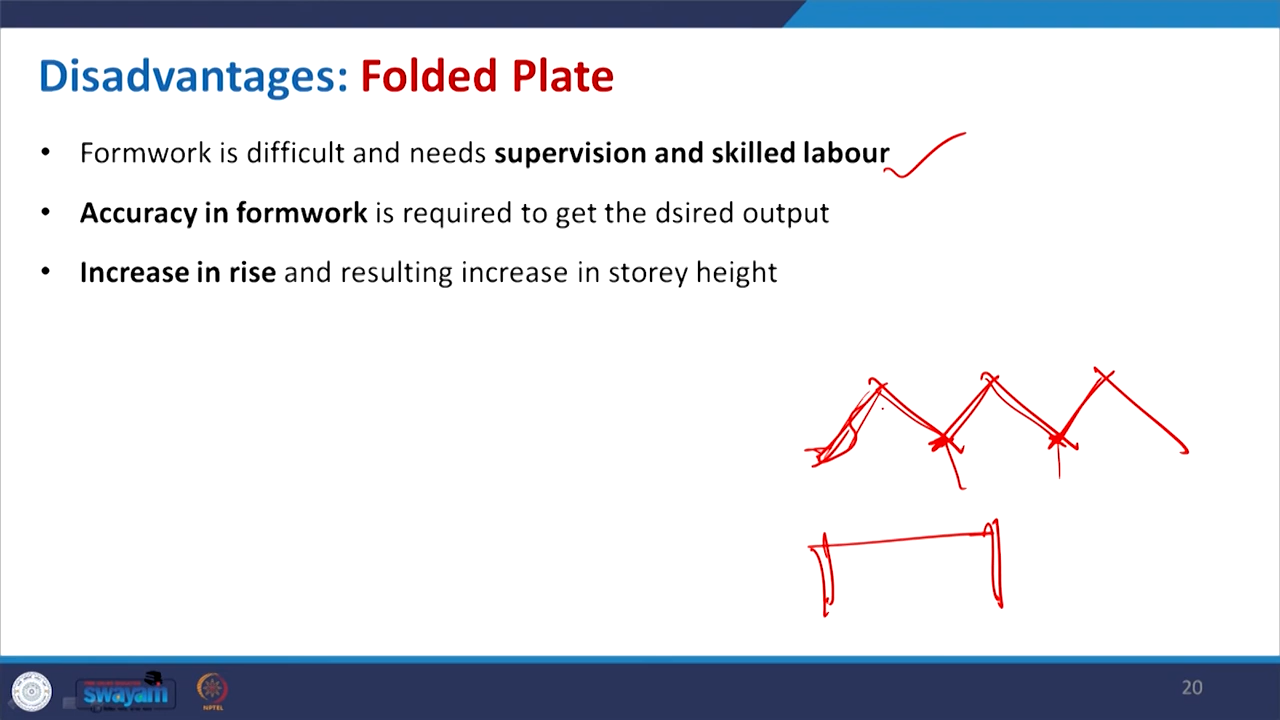 Disadvantages: Folded Plate
• Formwork is difficult and needs supervision and skilled labour
• Accuracy in formwork is required to get the dsired output
• Increase in rise and resulting increase in storey height
swayam
NPTEL
20